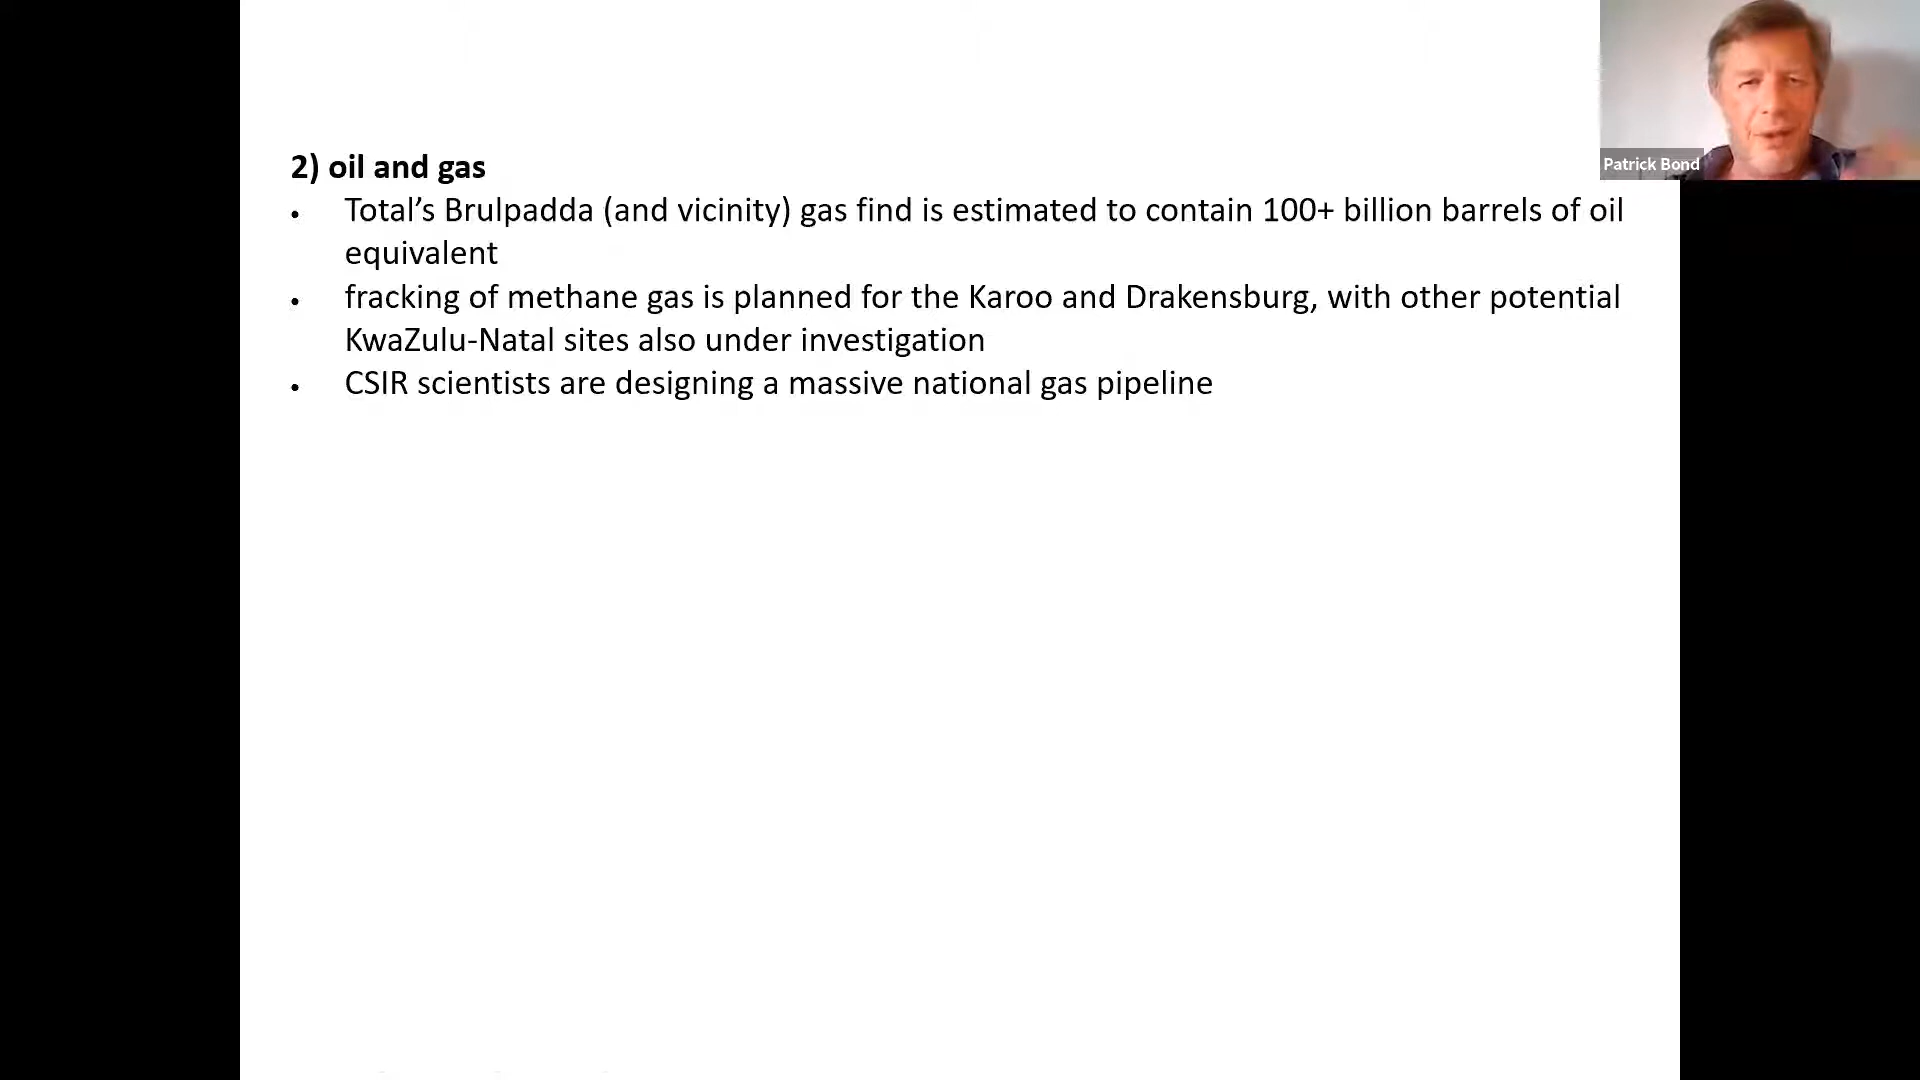 Patrick Bond
2) oil and gas
• Total’s Brulpadda (and vicinity) gas find is estimated to contain 100+ billion barrels of oil
equivalent
• fracking of methane gas is planned for the Karoo and Drakensburg, with other potential
KwaZulu-Natal sites also under investigation
• CSIR scientists are designing a massive national gas pipeline